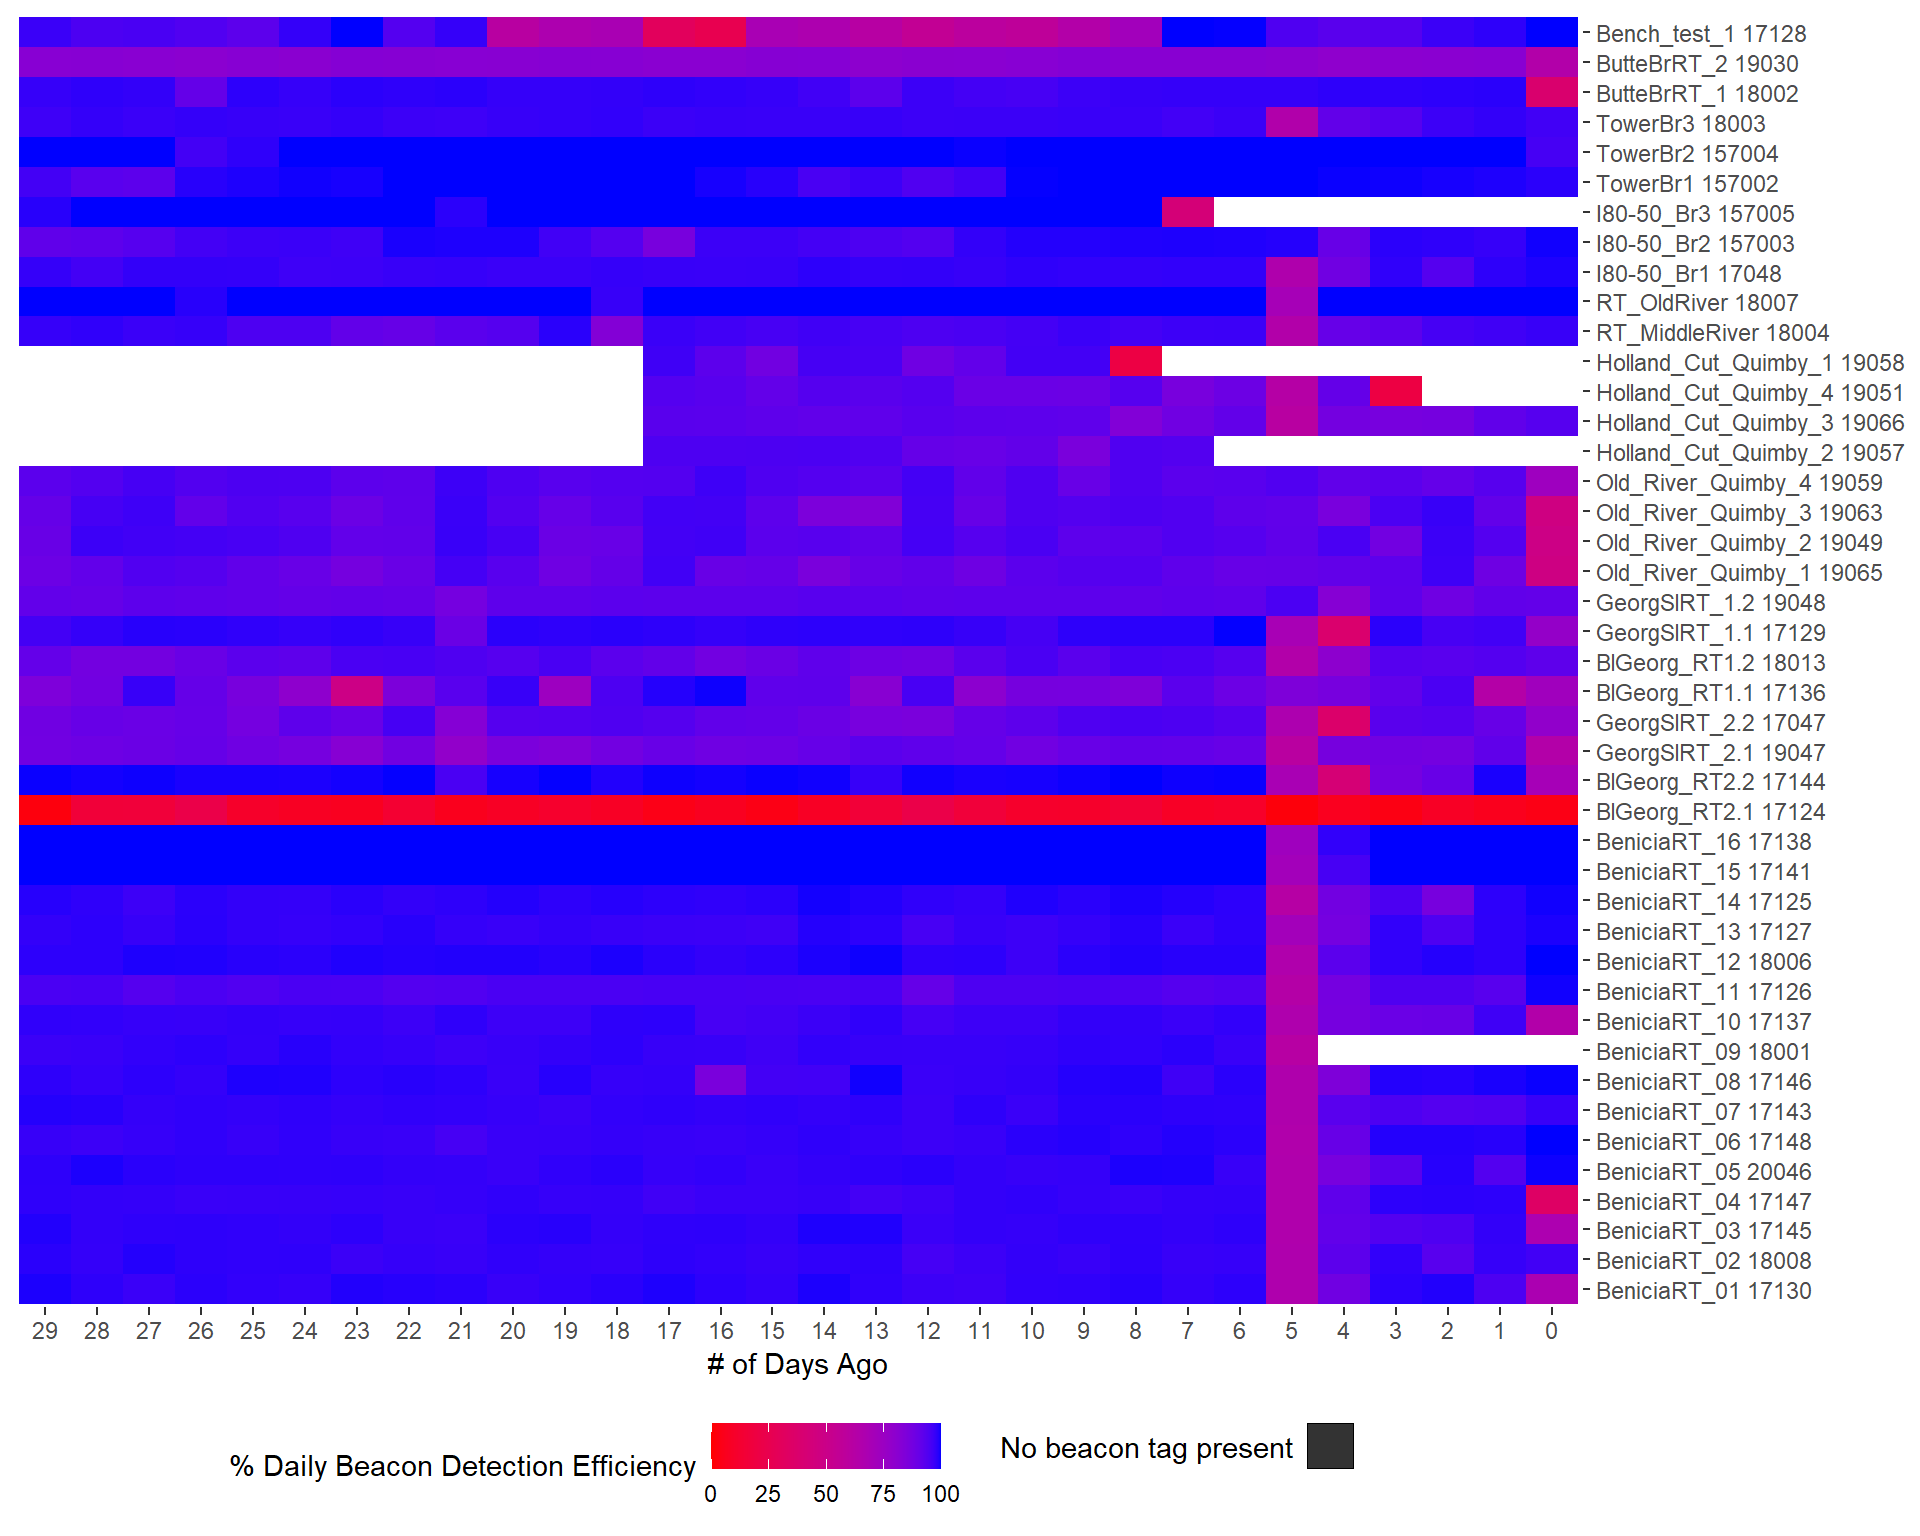 Bench_test_1 17128
ButteBrRT_2 19030
ButteBrRT_1 18002
TowerBr3 18003
TowerBr2 157004
TowerBr1 157002
I80-50_Br3 157005
I80-50_Br2 157003
I80-50_Br1 17048
RT_OldRiver 18007
RT_MiddleRiver 18004
Holland_Cut_Quimby_1 19058
Holland_Cut_Quimby_4 19051
Holland_Cut_Quimby_3 19066
Holland_Cut_Quimby_2 19057
Old_River_Quimby_4 19059
Old_River_Quimby_3 19063
Old_River_Quimby_2 19049
Old_River_Quimby_1 19065
GeorgSlRT_1.2 19048
GeorgSlRT_1.1 17129
BlGeorg_RT1.2 18013
BlGeorg_RT1.1 17136
GeorgSlRT_2.2 17047
GeorgSlRT_2.1 19047
BlGeorg_RT2.2 17144
BlGeorg_RT2.1 17124
BeniciaRT_16 17138
BeniciaRT_15 17141
BeniciaRT_14 17125
BeniciaRT_13 17127
BeniciaRT_12 18006
BeniciaRT_11 17126
BeniciaRT_10 17137
BeniciaRT_09 18001
BeniciaRT_08 17146
BeniciaRT_07 17143
BeniciaRT_06 17148
BeniciaRT_05 20046
BeniciaRT_04 17147
BeniciaRT_03 17145
BeniciaRT_02 18008
BeniciaRT_01 17130
29 28 27 26 25 24 23 22 21 20 19 18 17 16 15 14 13 12 11 10 9 8 7 6 5 4 3 2 1 0
# of Days Ago
% Daily Beacon Detection Efficiency
0 25 50 75 100
No beacon tag present